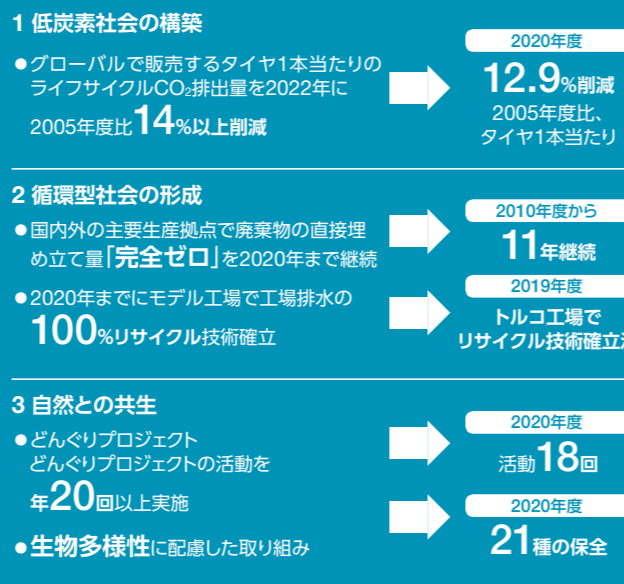 1 低炭素社会の構築
●グローバルで販売するタイヤ1本当たりの
ライフサイクルCO₂排出量を2022年に
2005年度比14%以上削減
2020年度
12.9%削減
2005年度比、
タイヤ1本当たり
2 循環型社会の形成
●国内外の主要生産拠点で廃棄物の直接埋
め立て量「完全ゼロ」を2020年まで継続
2010年度から
11年継続
●2020年までにモデル工場で工場排水の
100%リサイクル技術確立
2019年度
トルコ工場で
リサイクル技術確立
3 自然との共生
●どんぐりプロジェクト
どんぐりプロジェクトの活動を
年20回以上実施
2020年度
活動18回
●生物多様性に配慮した取り組み
2020年度
21種の保全